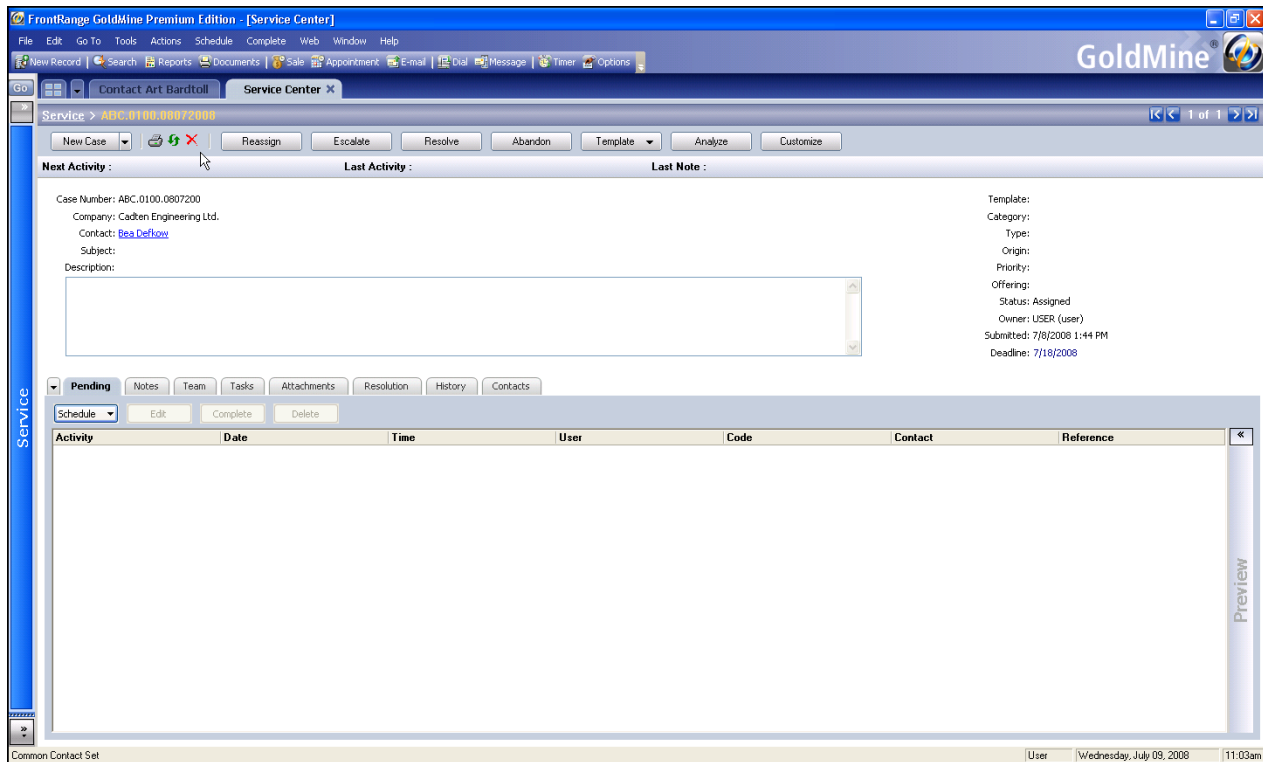 FrontRange GoldMine Premium Edition - [Service Center]
File Edit Go To Tools Actions Schedule Complete Web Window Help
New Record Search Reports Documents Sale Appointment E-mail Dial Message Timer Options
GoldMine®
Go Contact Art Bardtoll Service Center X
Service > ABC.0100.08072008 1 of 1
New Case Reassign Escalate Resolve Abandon Template Analyze Customize
Next Activity : Last Activity : Last Note :
Case Number: ABC.0100.0807200
Company: Cadten Engineering Ltd.
Contact: Bea Defkow
Subject:
Description:
Template:
Category:
Type:
Origin:
Priority:
Offering:
Status: Assigned
Owner: USER (user)
Submitted: 7/8/2008 1:44 PM
Deadline: 7/18/2008
Service
Pending Notes Team Tasks Attachments Resolution History Contacts
Schedule Edit Complete Delete
Activity Date Time User Code Contact Reference
Preview
Common Contact Set User Wednesday, July 09, 2008 11:03am